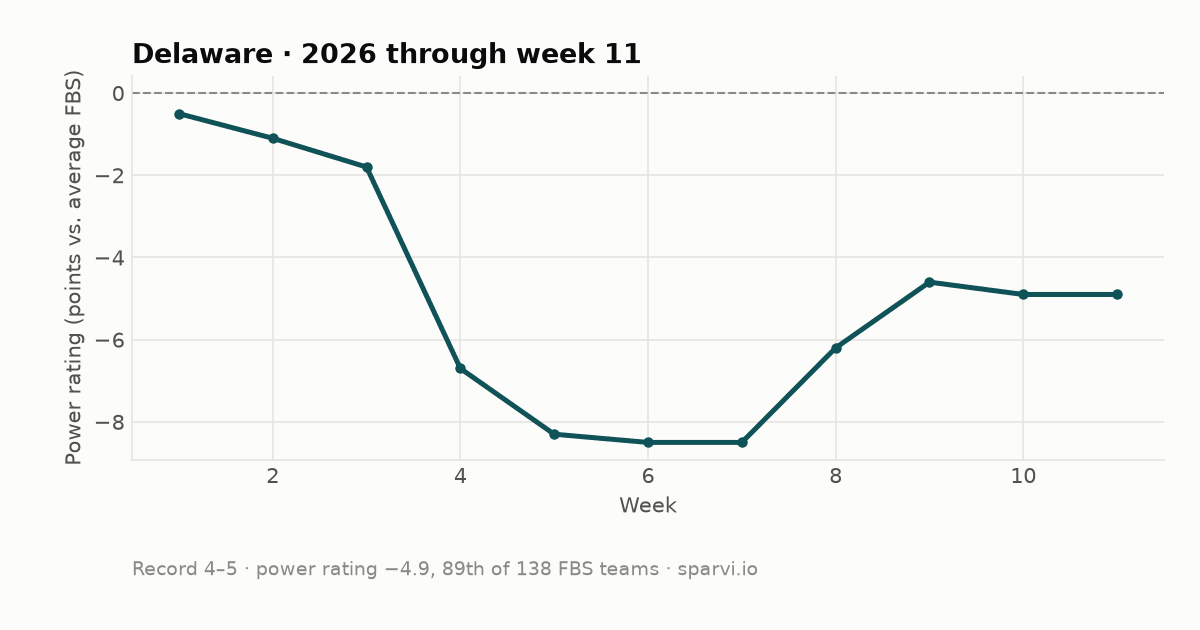 Delaware · 2026 through week 11
Power rating (points vs. average FBS)
0
−2
−4
−6
−8
2 4 6 8 10
Week
Record 4–5 · power rating −4.9, 89th of 138 FBS teams · sparvi.io